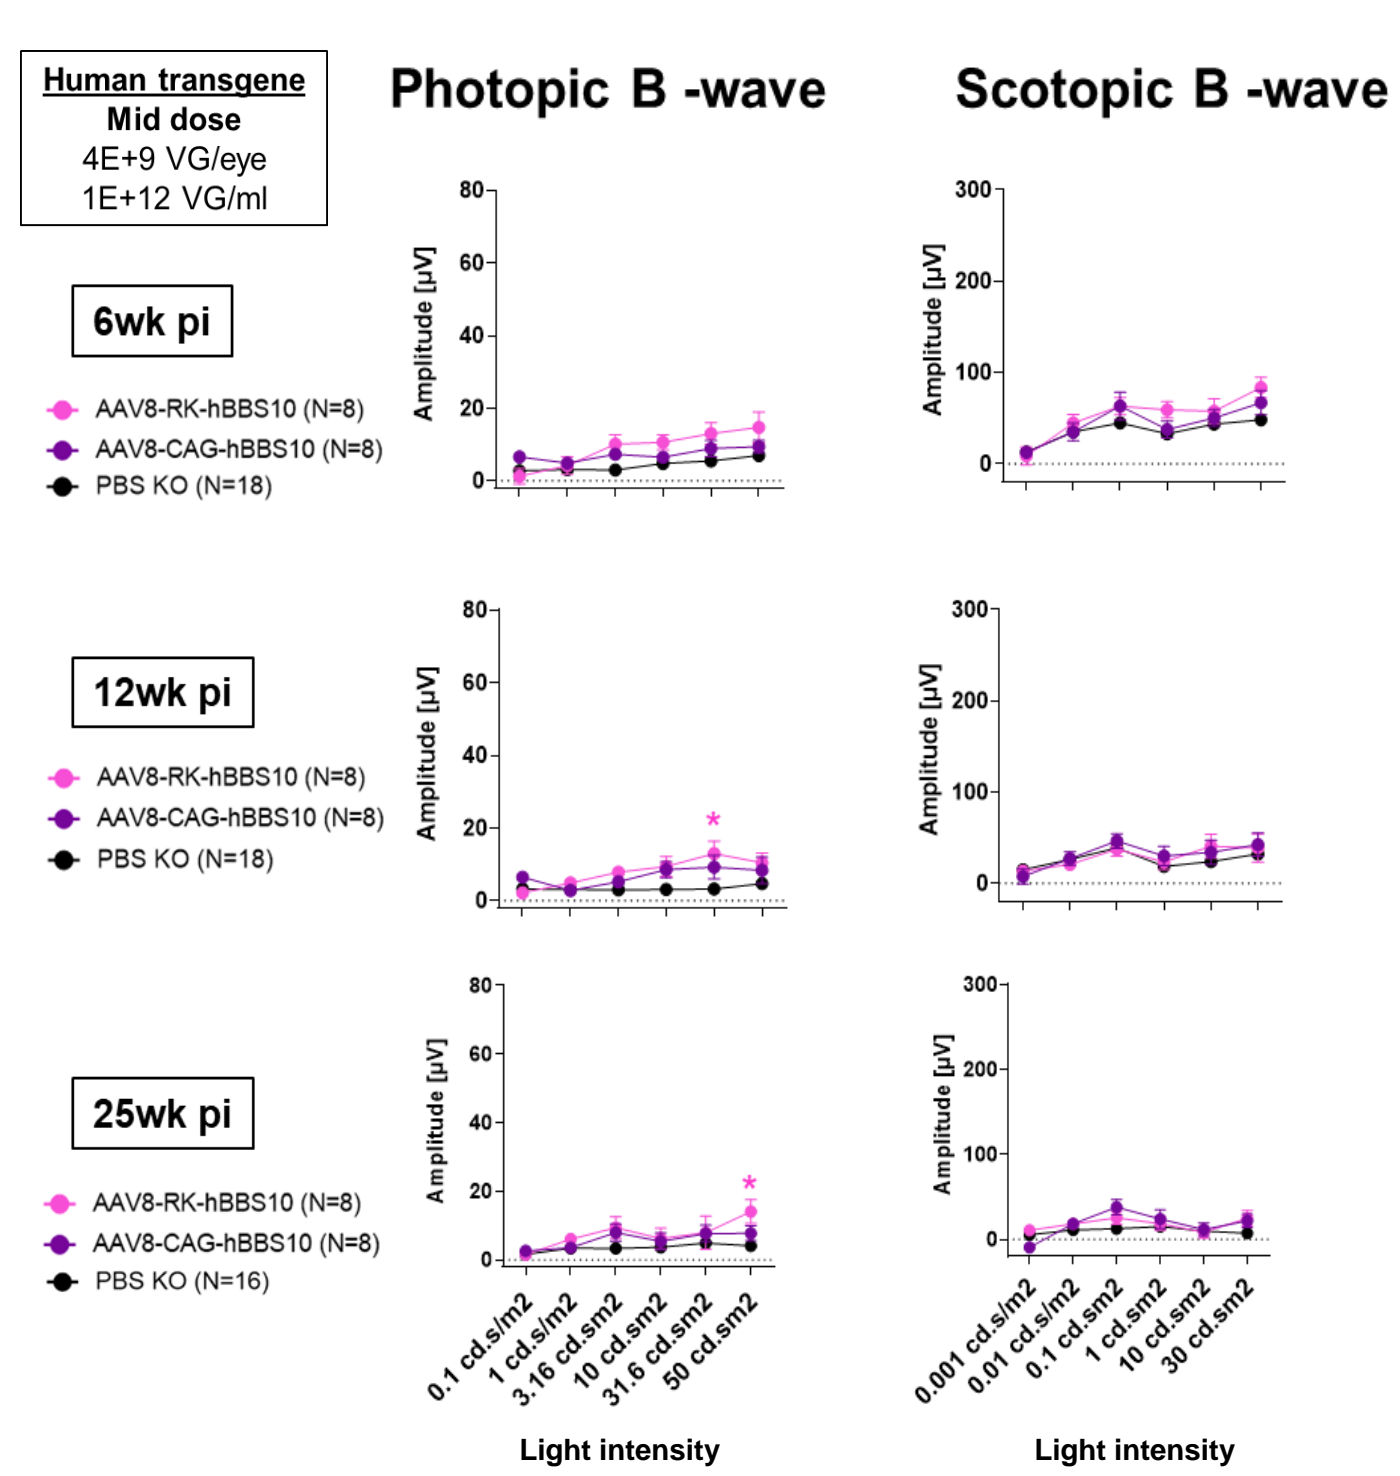 Human transgene
Mid dose
4E+9 VG/eye
1E+12 VG/ml
Photopic B -wave
Scotopic B -wave
6wk pi
AAV8-RK-hBBS10 (N=8)
AAV8-CAG-hBBS10 (N=8)
PBS KO (N=18)
Amplitude [µV]
80
60
40
20
0
Amplitude [µV]
300
200
100
0
12wk pi
AAV8-RK-hBBS10 (N=8)
AAV8-CAG-hBBS10 (N=8)
PBS KO (N=18)
Amplitude [µV]
80
60
40
20
0
*
Amplitude [µV]
300
200
100
0
25wk pi
AAV8-RK-hBBS10 (N=8)
AAV8-CAG-hBBS10 (N=8)
PBS KO (N=16)
Amplitude [µV]
80
60
40
20
0
*
0.1 cd.s/m2
1 cd.s/m2
3.16 cd.sm2
10 cd.sm2
31.6 cd.sm2
50 cd.sm2
Light intensity
Amplitude [µV]
300
200
100
0
0.001 cd.s/m2
0.01 cd.s/m2
0.1 cd.sm2
1 cd.sm2
10 cd.sm2
30 cd.sm2
Light intensity